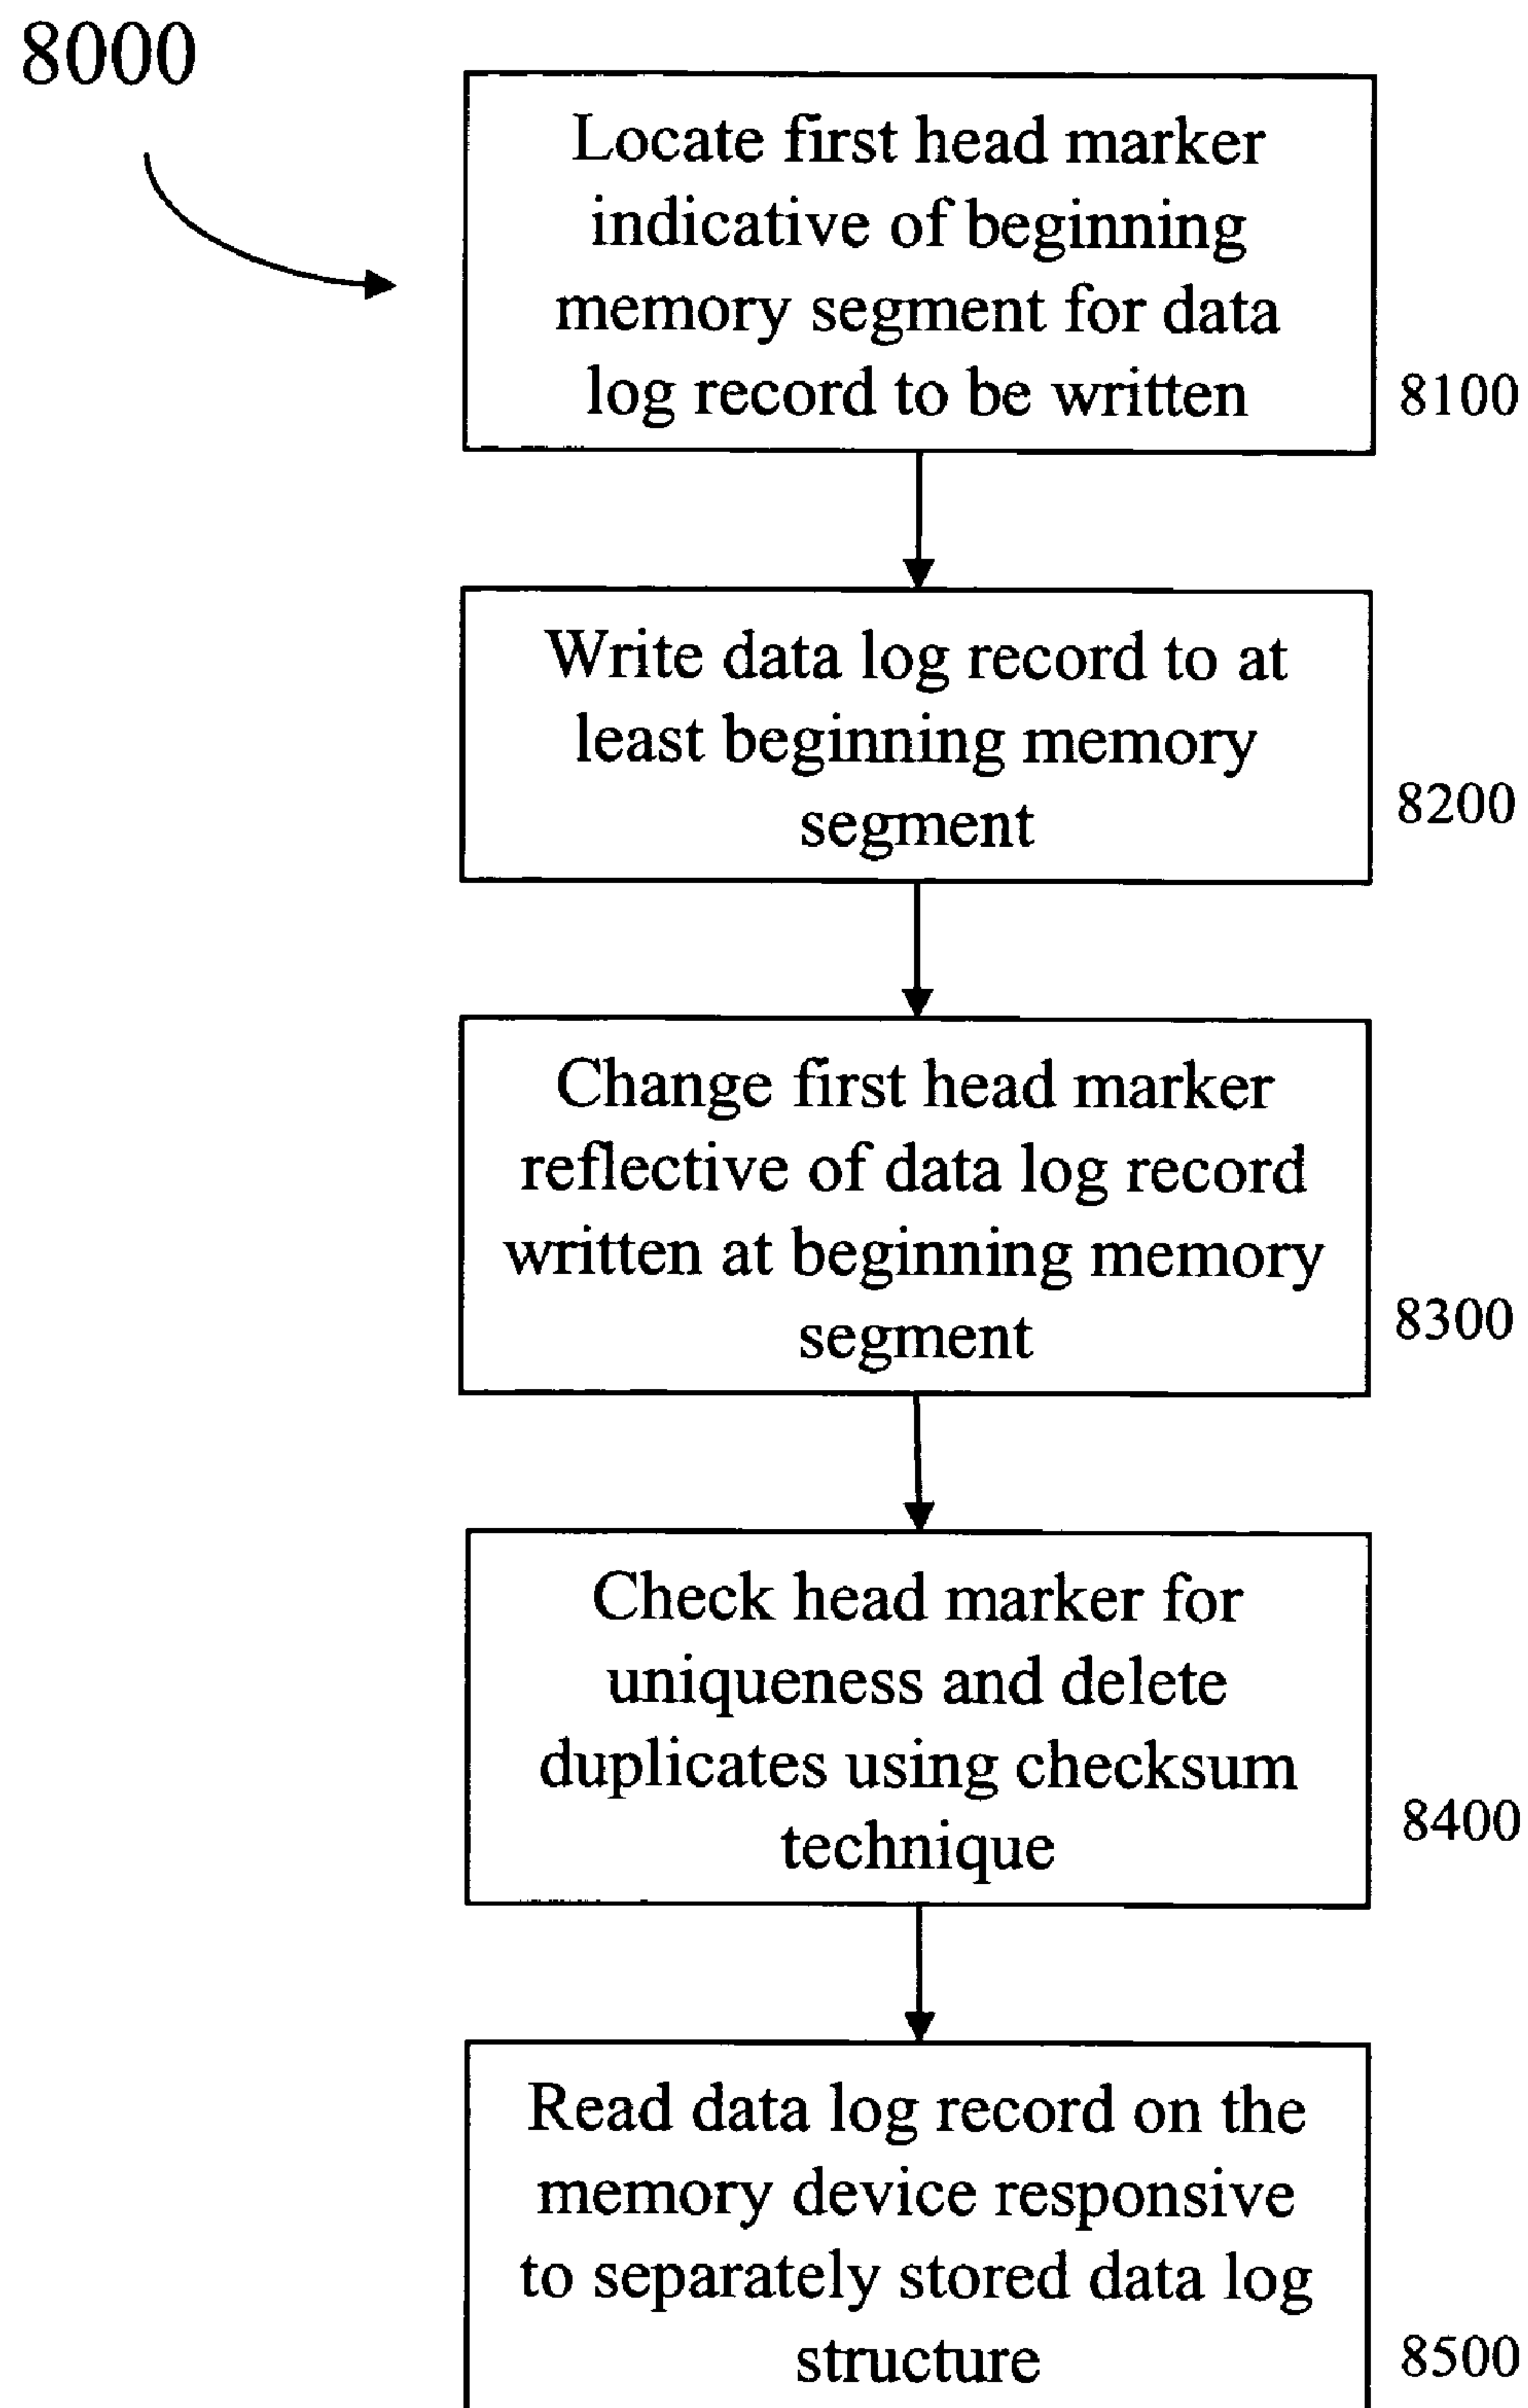 8000
Locate first head marker
indicative of beginning
memory segment for data
log record to be written
8100
Write data log record to at
least beginning memory
segment
8200
Change first head marker
reflective of data log record
written at beginning memory
segment
8300
Check head marker for
uniqueness and delete
duplicates using checksum
technique
8400
Read data log record on the
memory device responsive
to separately stored data log
structure
8500